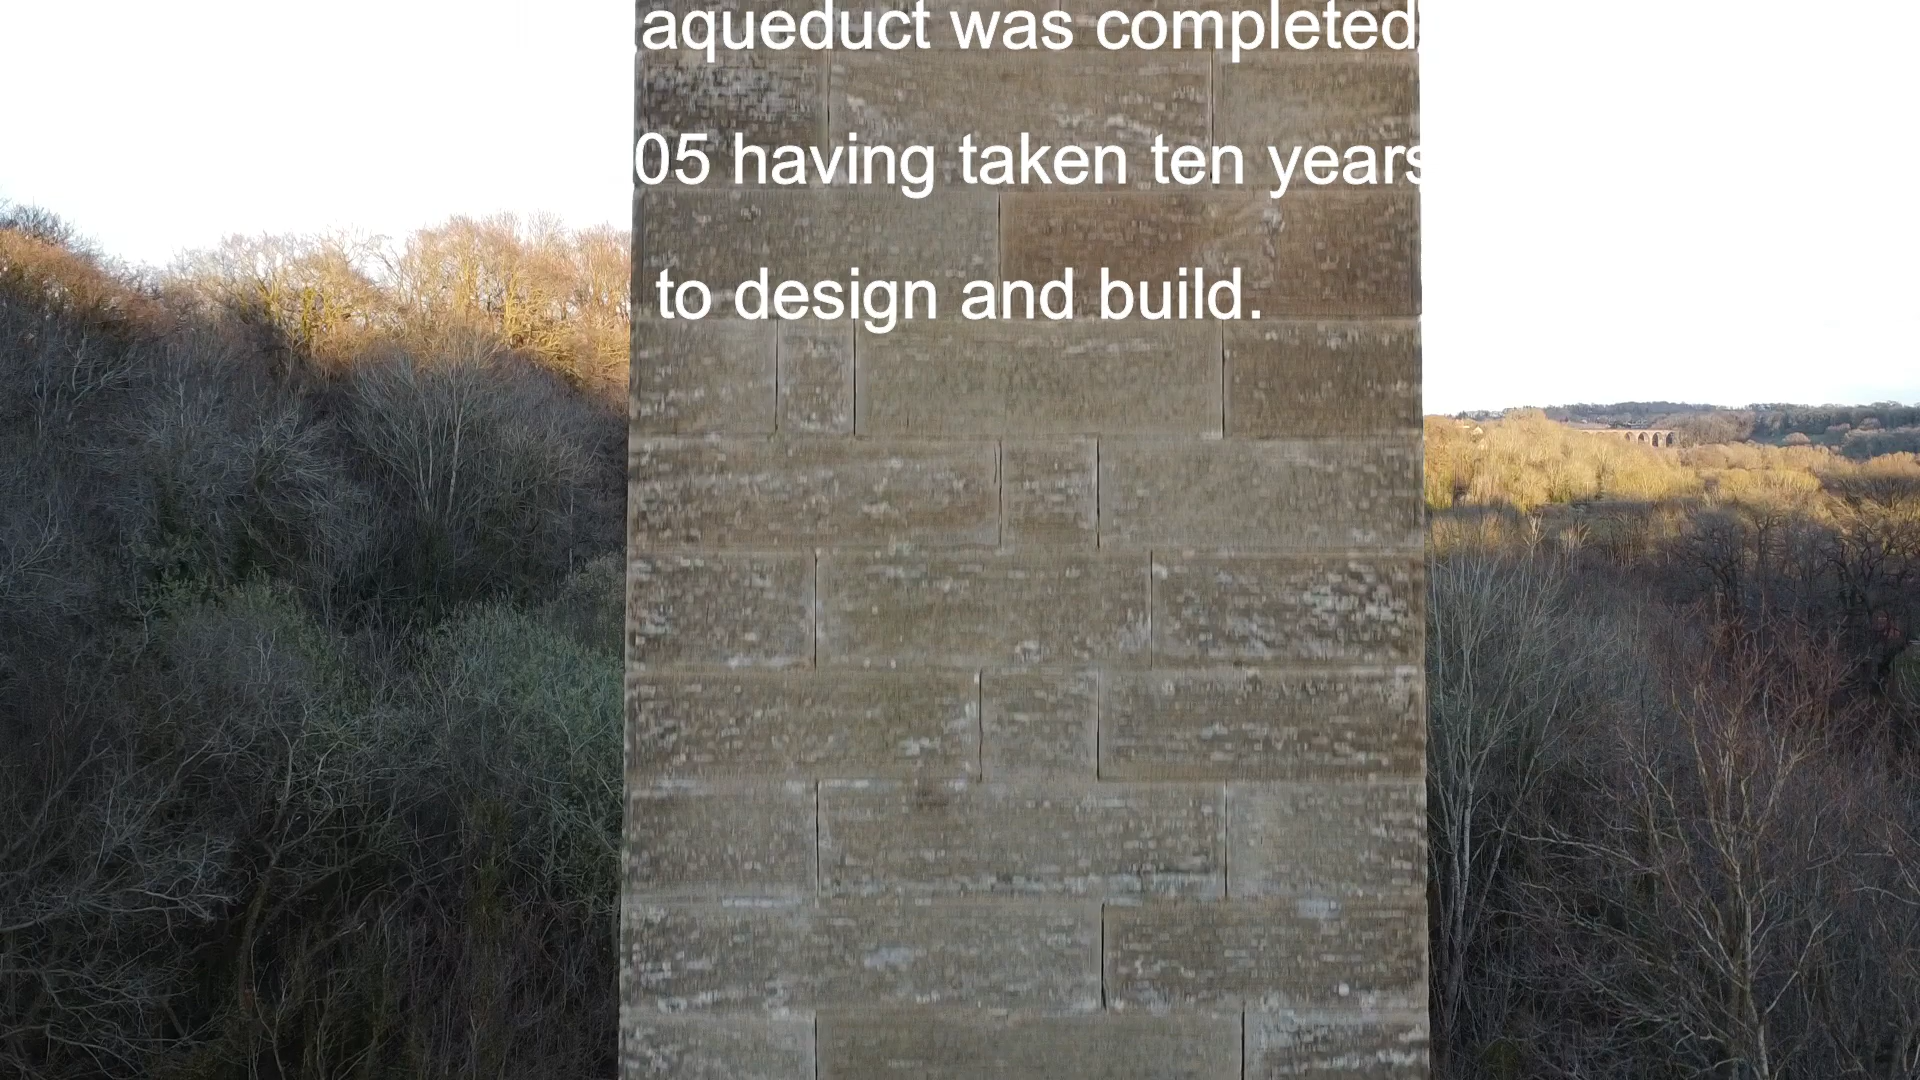 aqueduct was completed
05 having taken ten years
to design and build.